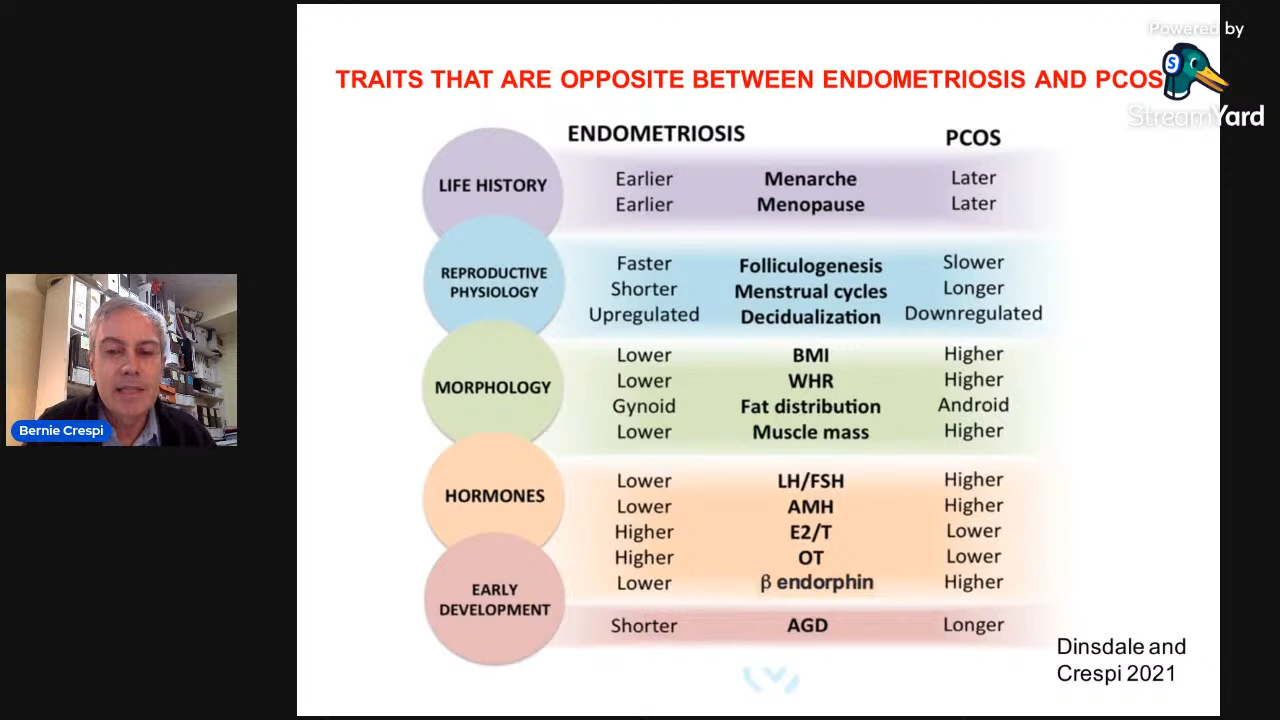 Powered by
StreamYard
S
TRAITS THAT ARE OPPOSITE BETWEEN ENDOMETRIOSIS AND PCOS
ENDOMETRIOSIS PCOS
LIFE HISTORY
Earlier Menarche Later
Earlier Menopause Later
REPRODUCTIVE
PHYSIOLOGY
Faster Folliculogenesis Slower
Shorter Menstrual cycles Longer
Upregulated Decidualization Downregulated
MORPHOLOGY
Lower BMI Higher
Lower WHR Higher
Gynoid Fat distribution Android
Lower Muscle mass Higher
HORMONES
Lower LH/FSH Higher
Lower AMH Higher
Higher E2/T Lower
Higher OT Lower
Lower β endorphin Higher
EARLY
DEVELOPMENT
Shorter AGD Longer
Dinsdale and
Crespi 2021
Bernie Crespi